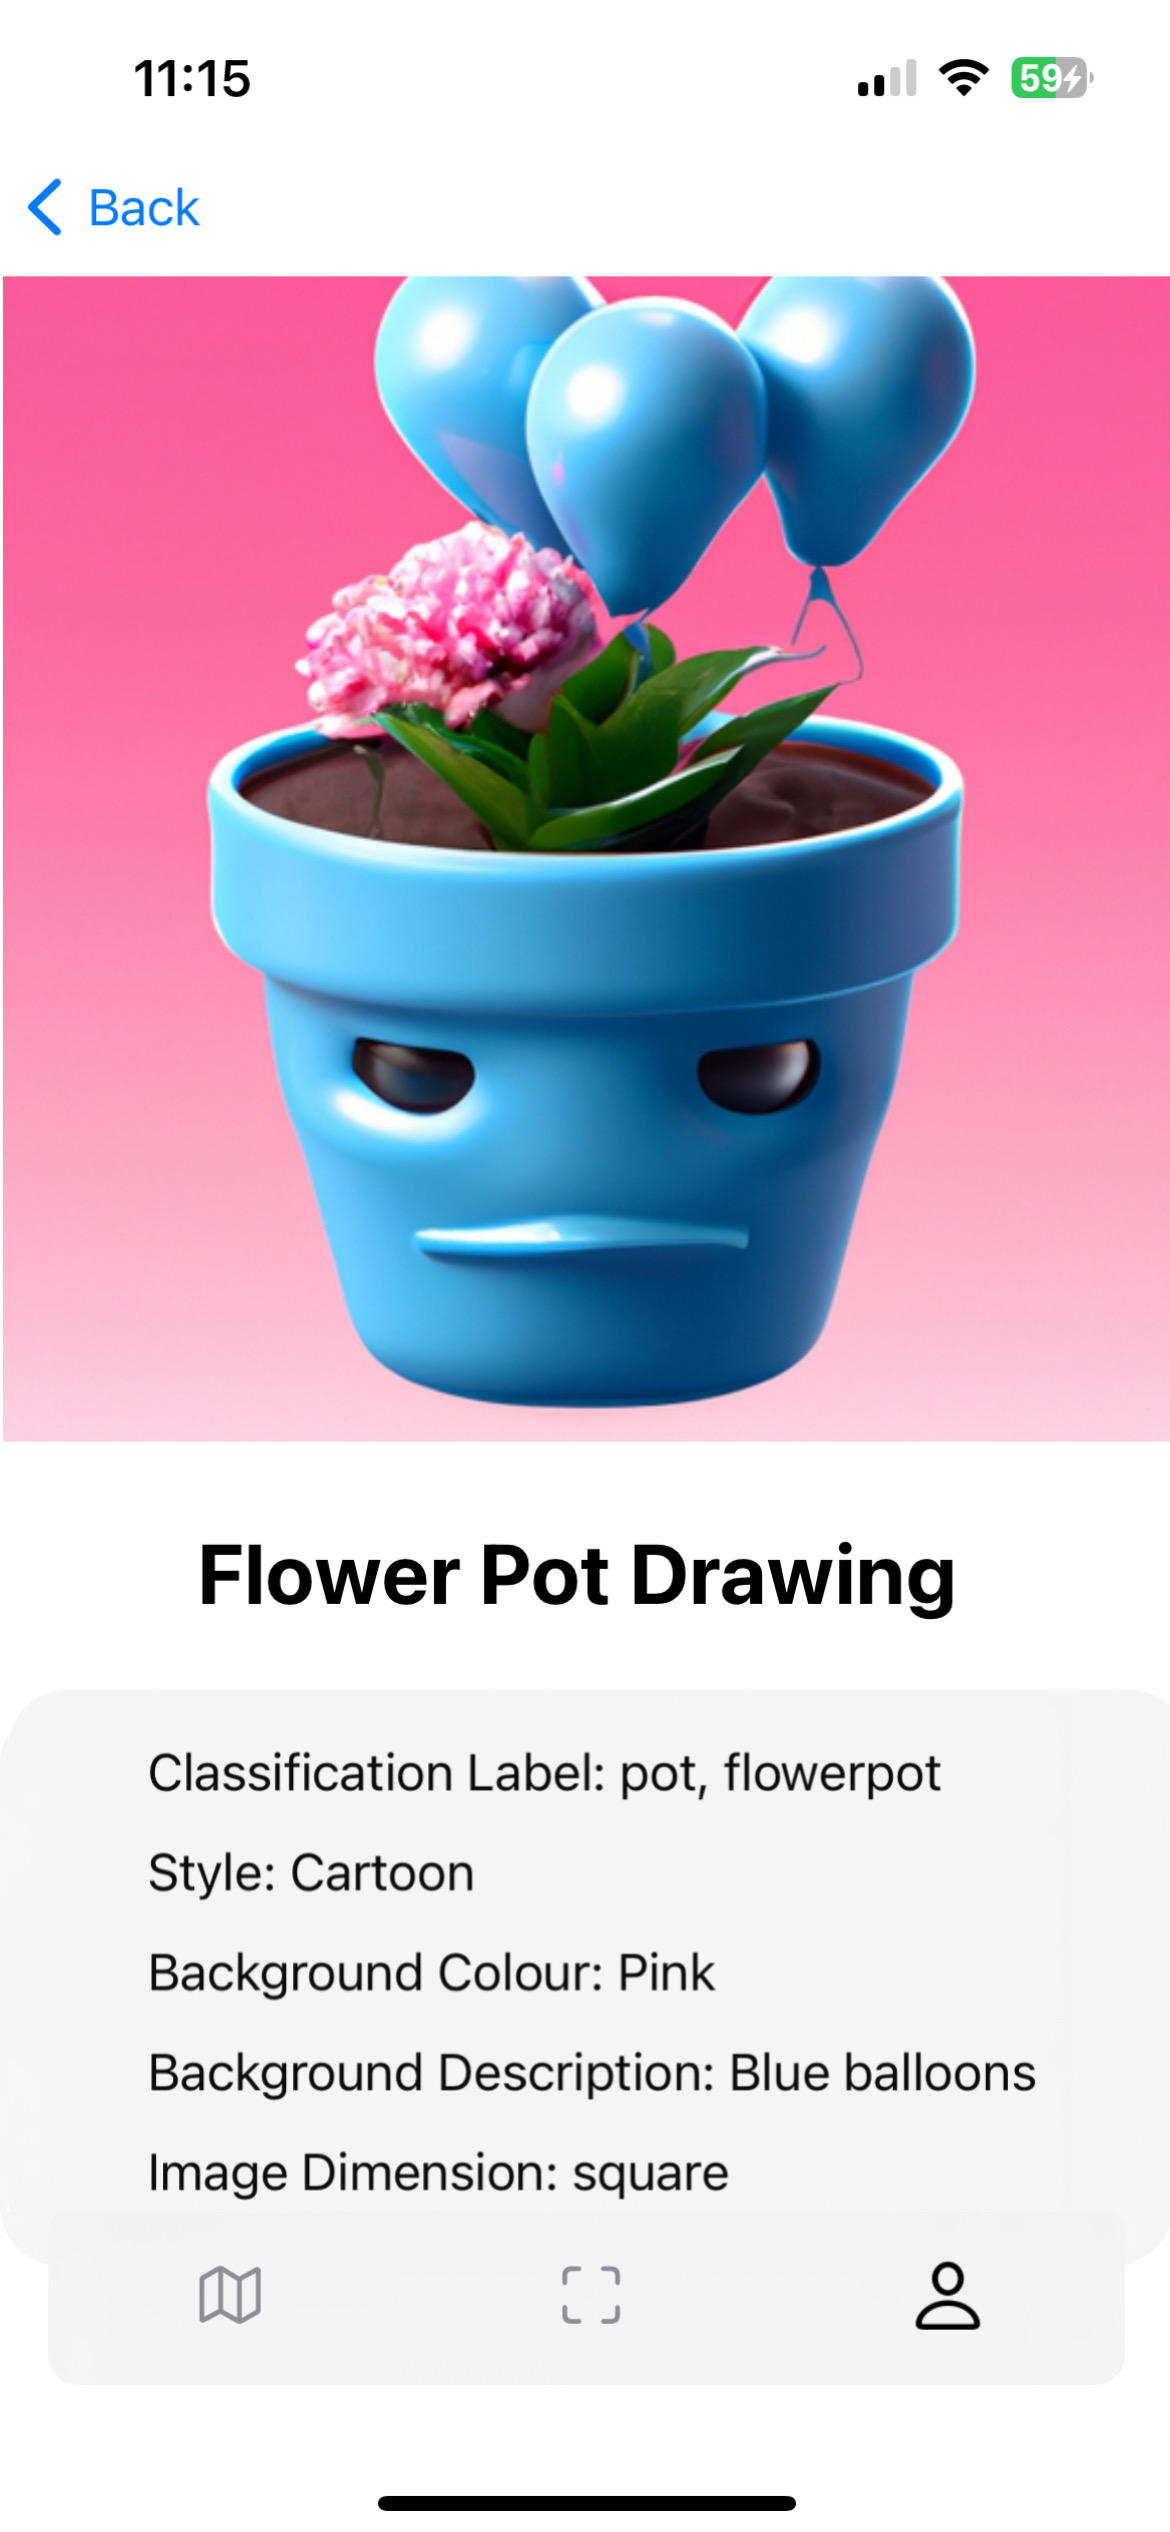 11:15
59
Back
Flower Pot Drawing
Classification Label: pot, flowerpot
Style: Cartoon
Background Colour: Pink
Background Description: Blue balloons
Image Dimension: square